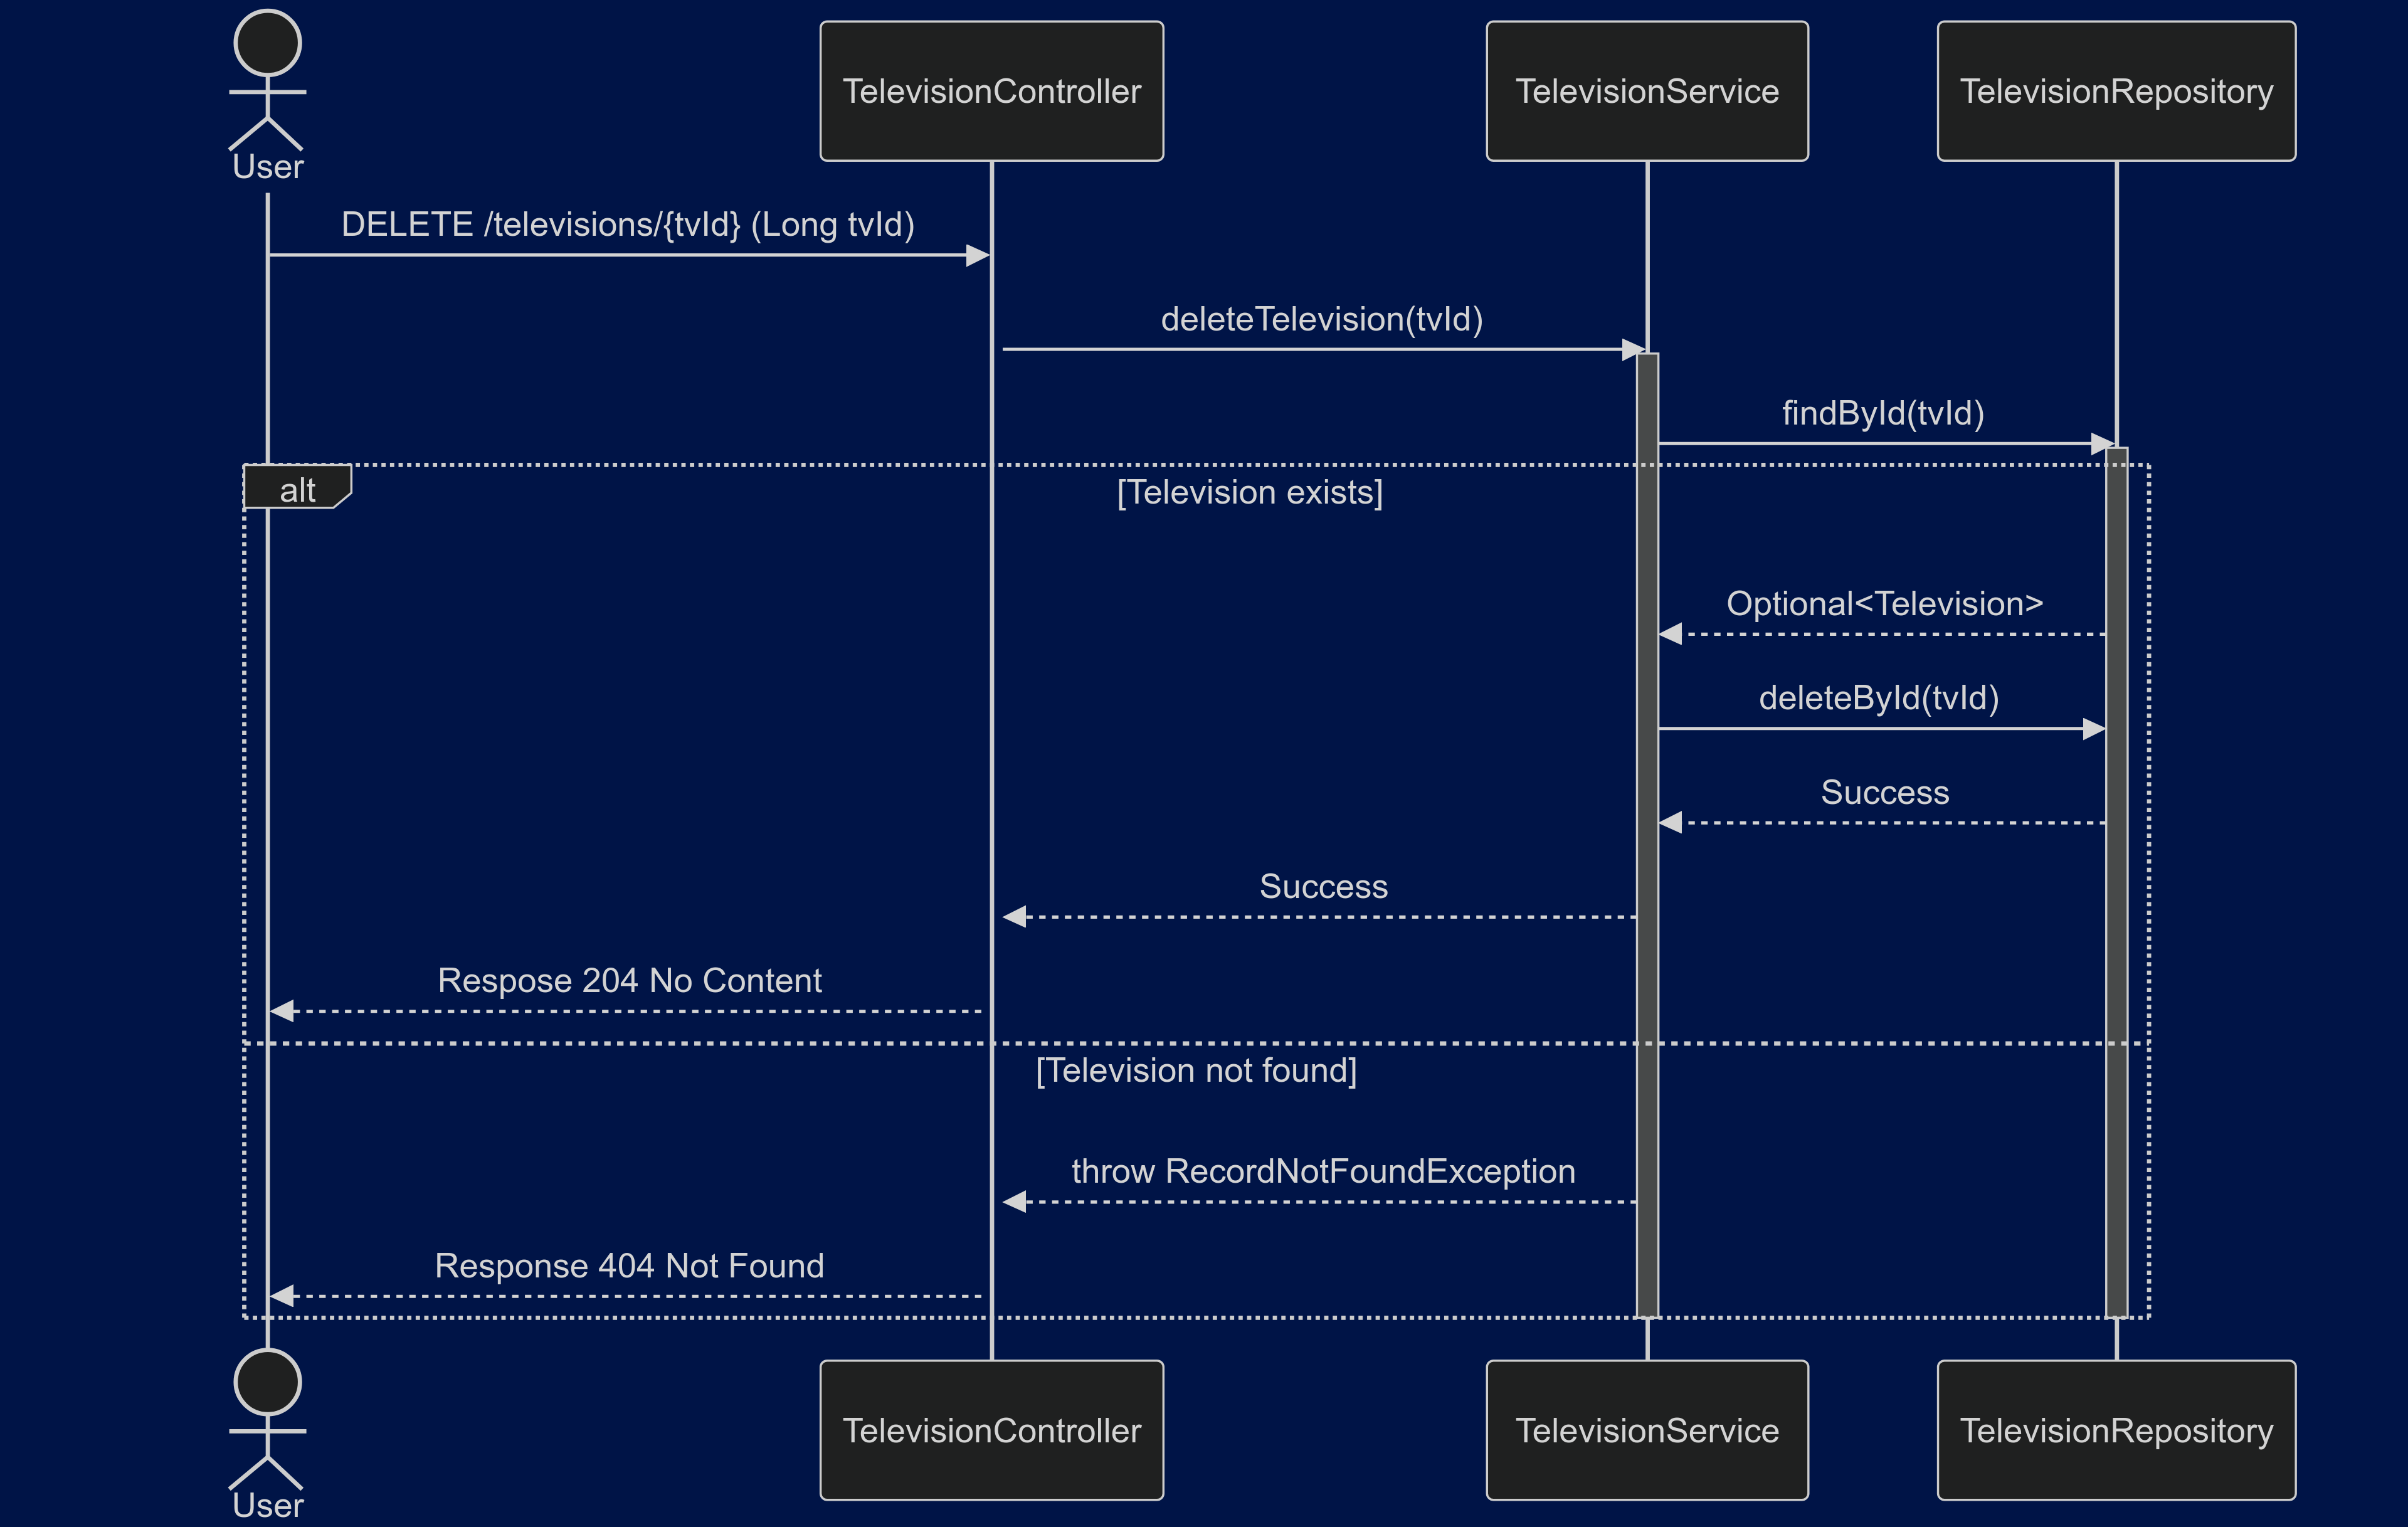 User
TelevisionController
TelevisionService
TelevisionRepository
DELETE /televisions/{tvId} (Long tvId)
deleteTelevision(tvId)
findById(tvId)
alt
[Television exists]
Optional<Television>
deleteById(tvId)
Success
Success
Respose 204 No Content
[Television not found]
throw RecordNotFoundException
Response 404 Not Found
User
TelevisionController
TelevisionService
TelevisionRepository